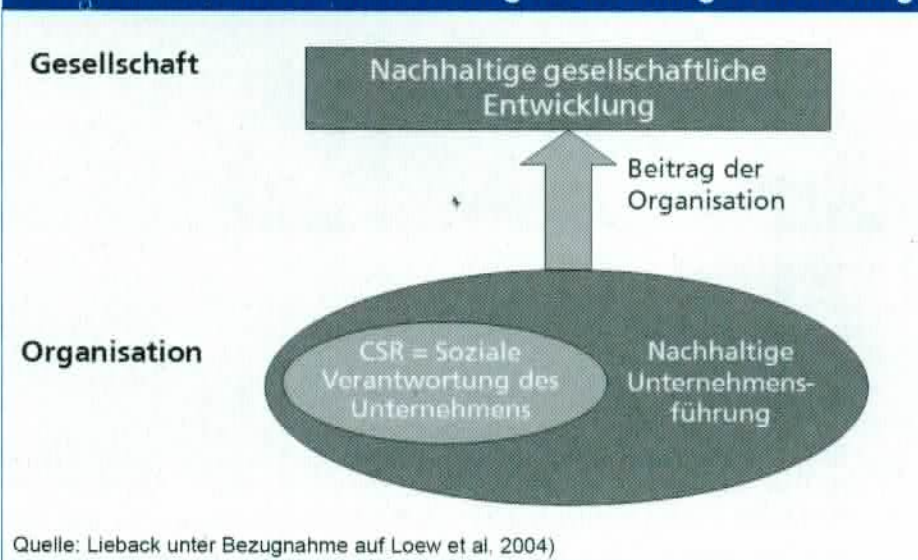 Gesellschaft
Nachhaltige gesellschaftliche
Entwicklung
Beitrag der
Organisation
Organisation
CSR = Soziale
Verantwortung des
Unternehmens
Nachhaltige
Unternehmens-
führung
Quelle: Lieback unter Bezugnahme auf Loew et al. 2004)